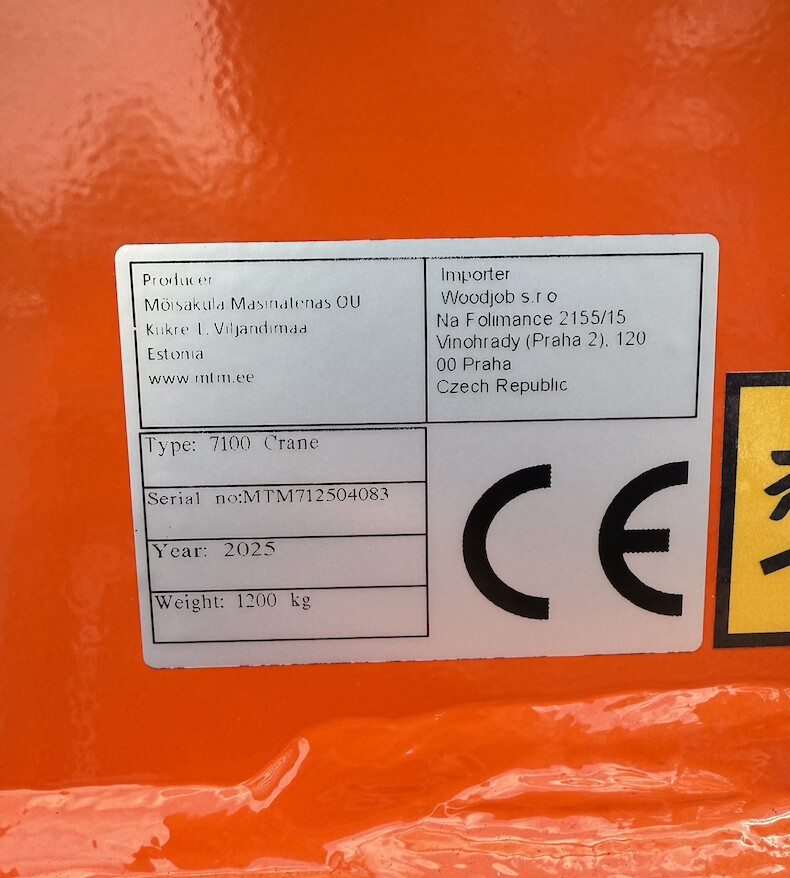 Producer
Mõisaküla Masinatehas OÜ
Kiikre 1, Viljandimaa
Estonia
www.mtm.ee
Importer
Woodjob s.r.o
Na Folimance 2155/15
Vinohrady (Praha 2), 120
00 Praha
Czech Republic
Type: 7100 Crane
Serial no:MTM712504083
Year: 2025
Weight: 1200 kg
CE